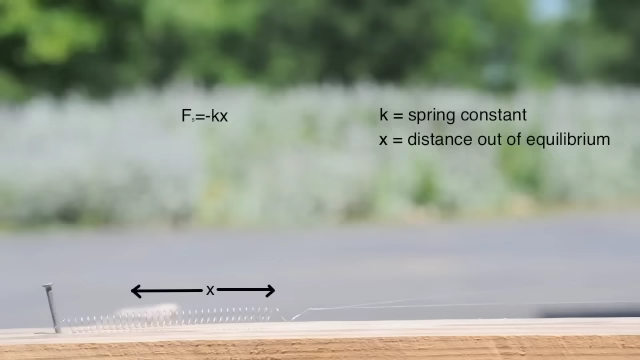 Fₛ=-kx
k = spring constant
x = distance out of equilibrium
x